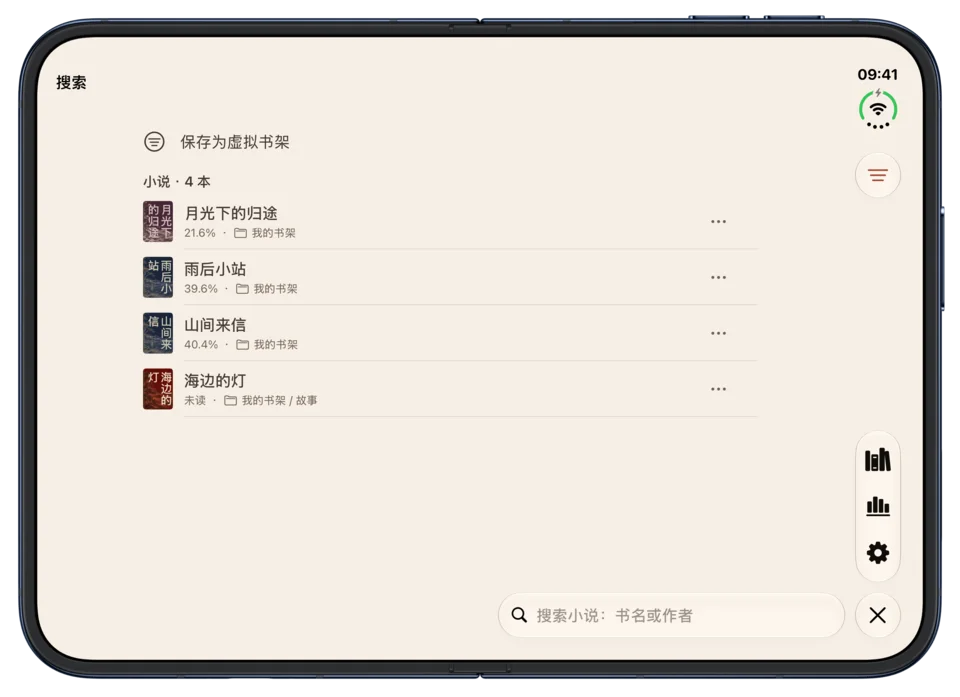 搜索
09:41
保存为虚拟书架
小说 · 4 本
月光下的归途
月光下的归途
21.6% · 我的书架
雨后小站
雨后小站
39.6% · 我的书架
山间来信
山间来信
40.4% · 我的书架
海边的灯
海边的灯
未读 · 我的书架 / 故事
搜索小说：书名或作者